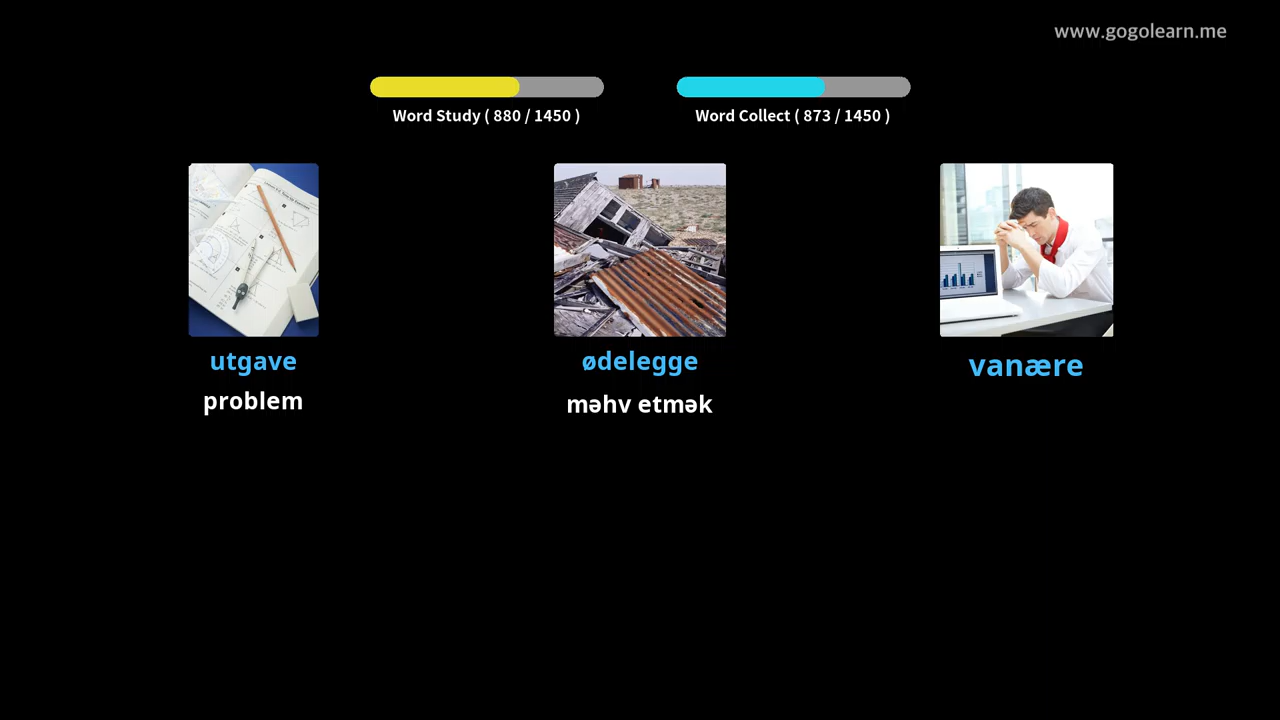 www.gogolearn.me
Word Study ( 880 / 1450 )
Word Collect ( 873 / 1450 )
utgave
problem
ødelegge
məhv etmək
vanære